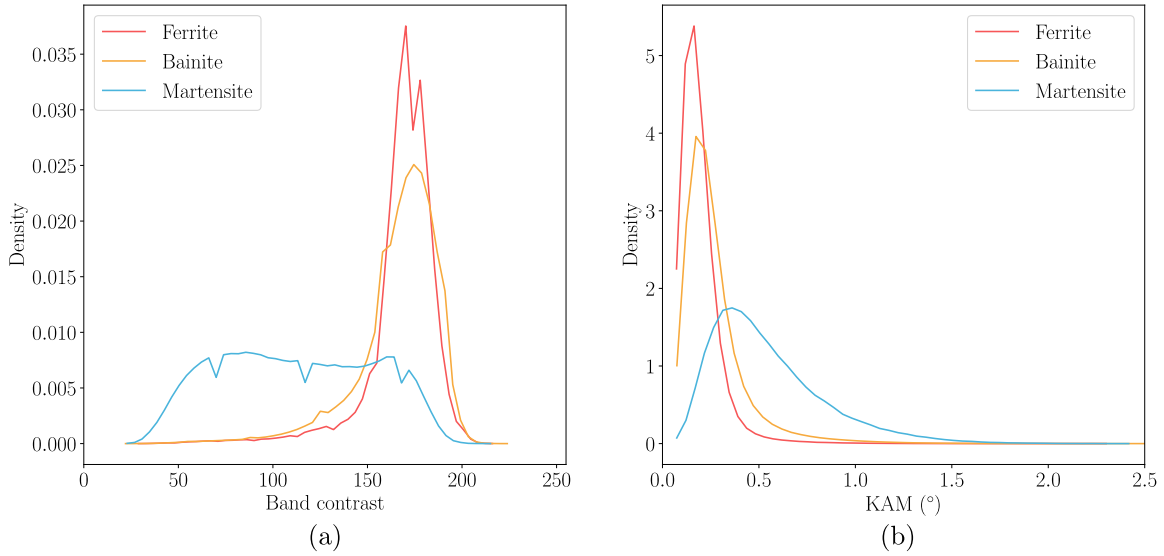 Ferrite
Bainite
Martensite
0.035
0.030
0.025
0.020
0.015
0.010
0.005
0.000
Density
0 50 100 150 200 250
Band contrast
(a)
Ferrite
Bainite
Martensite
5
4
3
2
1
0
Density
0.0 0.5 1.0 1.5 2.0 2.5
KAM (°)
(b)